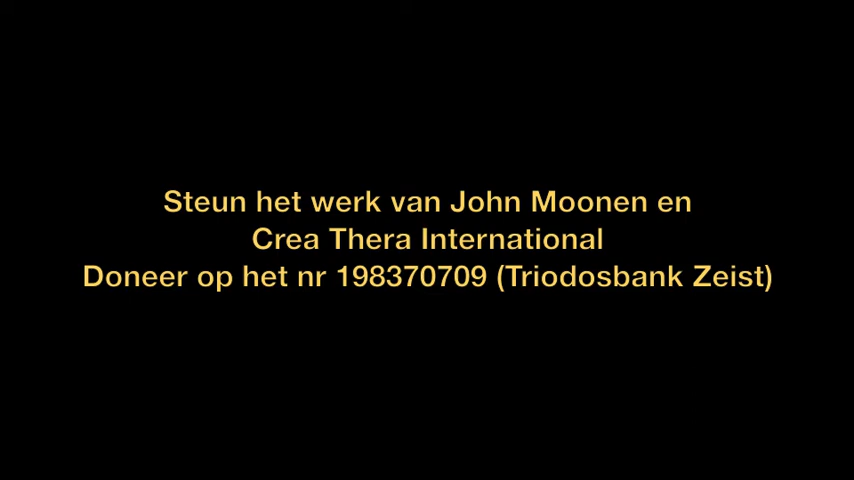 Steun het werk van John Moonen en
Crea Thera International
Doneer op het nr 198370709 (Triodosbank Zeist)